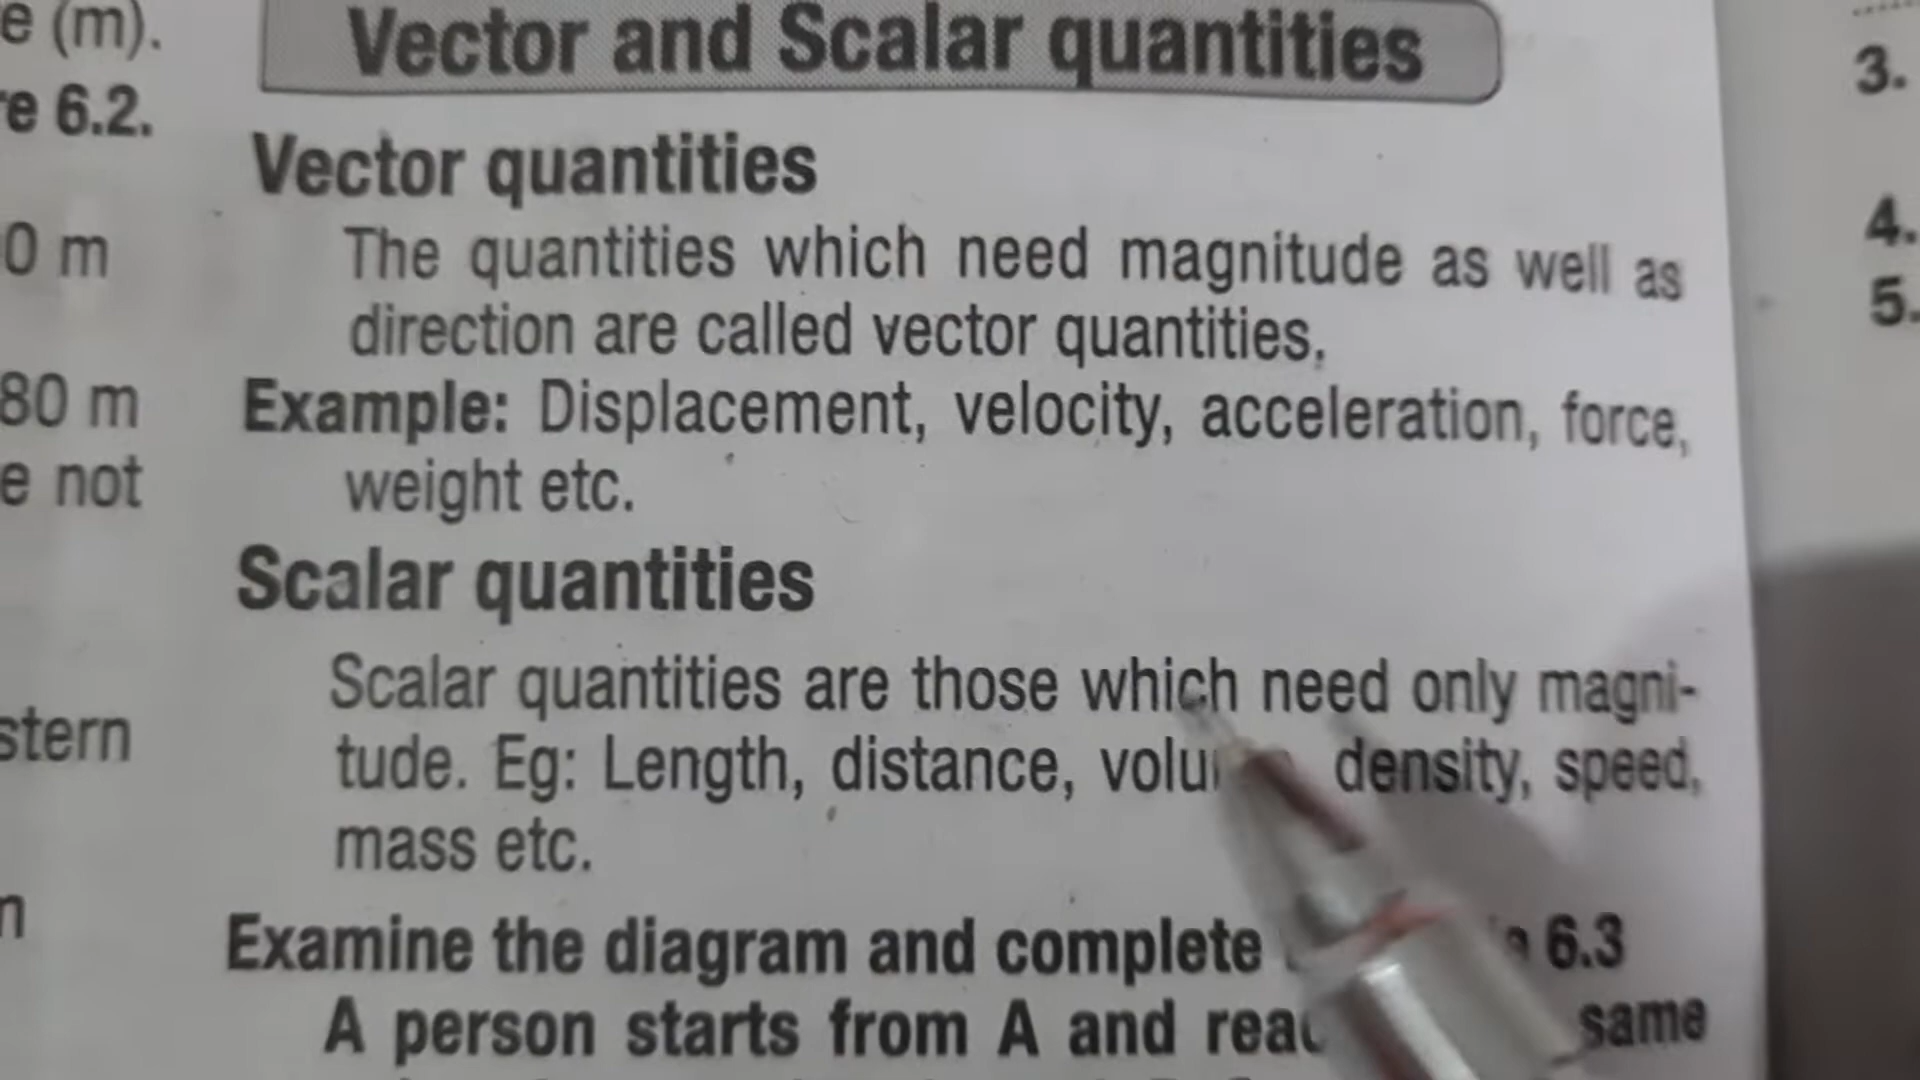 e (m).
e 6.2.
0 m
80 m
e not
stern
Vector and Scalar quantities
Vector quantities
The quantities which need magnitude as well as
direction are called vector quantities.
Example: Displacement, velocity, acceleration, force,
weight etc.
Scalar quantities
Scalar quantities are those which need only magni-
tude. Eg: Length, distance, density, speed,
mass etc.
Examine the diagram and complete 6.3
A person starts from A and same
3.
4.
5.